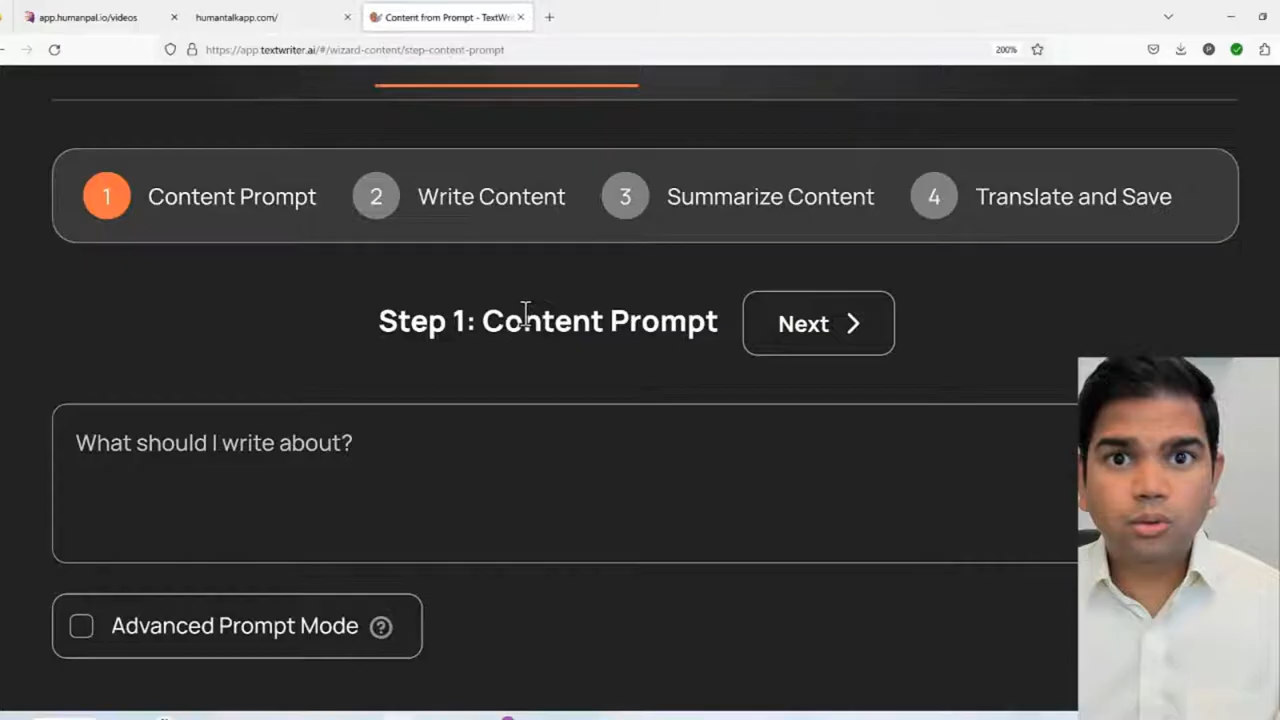 app.humanpal.io/videos
humantalkapp.com/
Content from Prompt - TextWri
https://app.textwriter.ai/#/wizard-content/step-content-prompt
200%
1 Content Prompt 2 Write Content 3 Summarize Content 4 Translate and Save
Step 1: Content Prompt
Next
What should I write about?
Advanced Prompt Mode ?